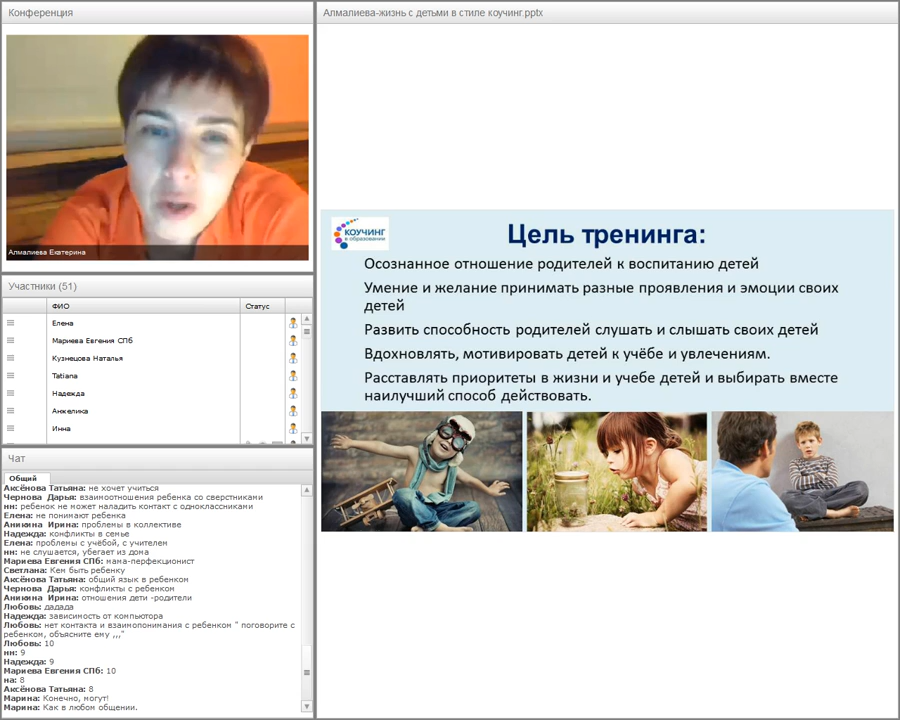 Конференция
Алмалиева Екатерина
Участники (51)
ФИО
Статус
Елена
Мариева Евгения СПб
Кузнецова Наталья
Tatiana
Надежда
Анжелика
Инна
Чат
Общий
Аксёнова Татьяна: не хочет учиться
Чернова Дарья: взаимоотношения ребенка со сверстниками
нн: ребенок не может наладить контакт с одноклассниками
Елена: не понимают ребенка
Аникина Ирина: проблемы в коллективе
Надежда: конфликты в семье
Елена: проблемы с учёбой, с учителем
нн: не слушается, убегает из дома
Мариева Евгения СПб: мама-перфекционист
Светлана: Кем быть ребенку
Аксёнова Татьяна: общий язык в ребенком
Чернова Дарья: конфликты с ребенком
Аникина Ирина: отношения дети -родители
Любовь: дадада
Надежда: зависимость от компьютора
Любовь: нет контакта и взаимопонимания с ребенком " поговорите с
ребенком, объясните ему ,,,"
Любовь: 10
нн: 9
Надежда: 9
Мариева Евгения СПб: 10
на: 8
Аксёнова Татьяна: 8
Марина: Конечно, могут!
Марина: Как в любом общении.
Алмалиева-жизнь с детьми в стиле коучинг.pptx
КОУЧИНГ
в образовании
Цель тренинга:
Осознанное отношение родителей к воспитанию детей
Умение и желание принимать разные проявления и эмоции своих
детей
Развить способность родителей слушать и слышать своих детей
Вдохновлять, мотивировать детей к учёбе и увлечениям.
Расставлять приоритеты в жизни и учебе детей и выбирать вместе
наилучший способ действовать.